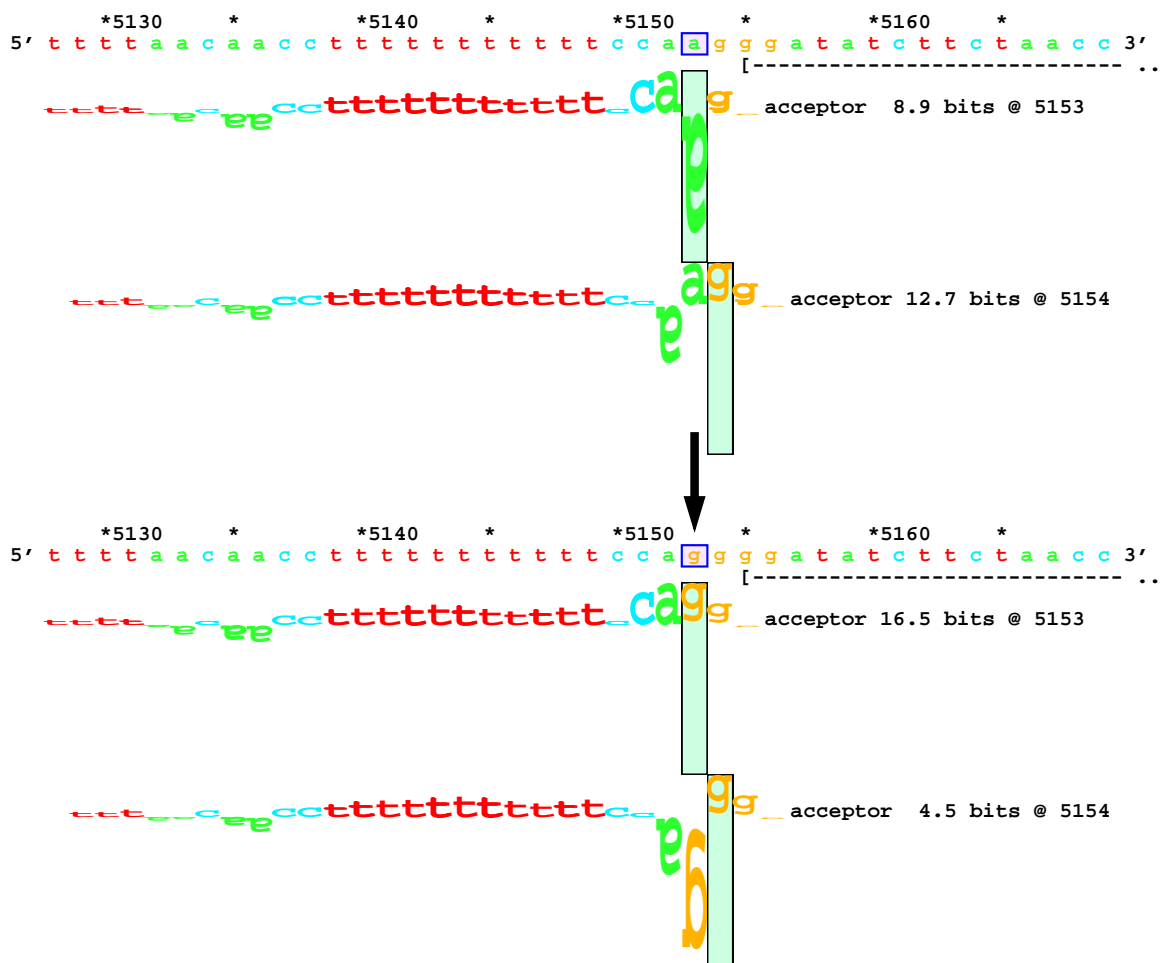 *5130 * *5140 * *5150 * *5160 *
5’ t t t t a a c a a c c t t t t t t t t t t t c c a a g g g a t a t c t t c t a a c c 3’
[----------------------------- ..
t t t t a a c a a c c t t t t t t t t t t t c c a a g g acceptor 8.9 bits @ 5153
t t t a a c a a c c t t t t t t t t t t t c c a a g g g acceptor 12.7 bits @ 5154
*5130 * *5140 * *5150 * *5160 *
5’ t t t t a a c a a c c t t t t t t t t t t t c c a g g g g a t a t c t t c t a a c c 3’
[----------------------------- ..
t t t t a a c a a c c t t t t t t t t t t t c c a g g g acceptor 16.5 bits @ 5153
t t t a a c a a c c t t t t t t t t t t t c c a g g g g acceptor 4.5 bits @ 5154